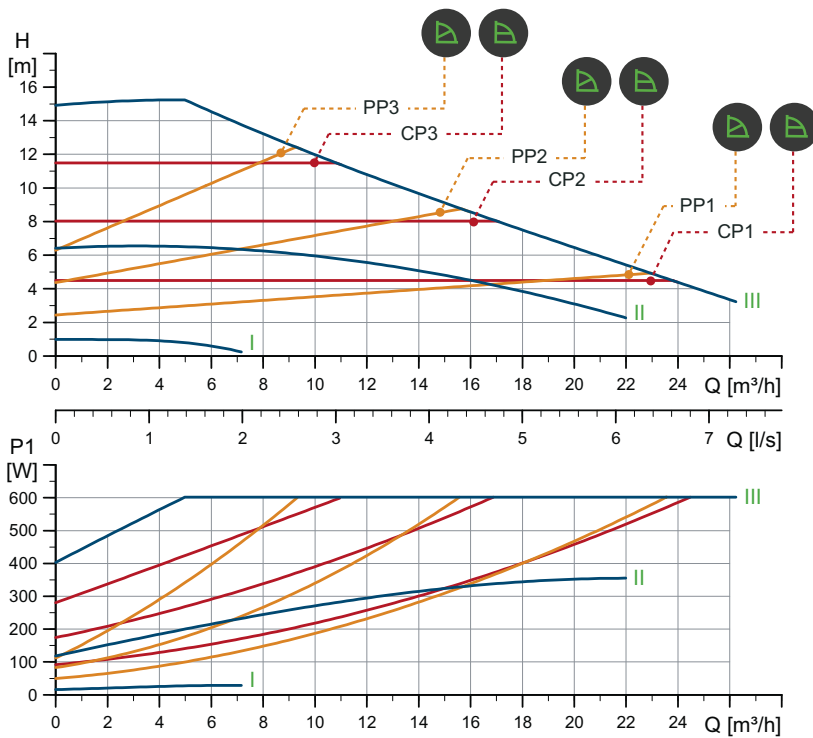 H
[m]
16
14
12
10
8
6
4
2
0
PP3
CP3
PP2
CP2
PP1
CP1
III
II
I
0 2 4 6 8 10 12 14 16 18 20 22 24 Q [m³/h]
0 1 2 3 4 5 6 7 Q [l/s]
P1
[W]
600
500
400
300
200
100
0
III
II
I
0 2 4 6 8 10 12 14 16 18 20 22 24 Q [m³/h]